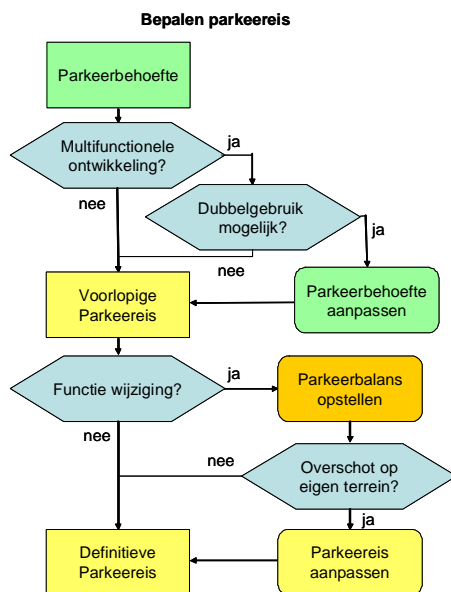 Bepalen parkeereis
Parkeerbehoefte
Multifunctionele
ontwikkeling?
ja
nee
Dubbelgebruik
mogelijk?
ja
nee
Voorlopige
Parkeereis
Parkeerbehoefte
aanpassen
Functie wijziging?
ja
Parkeerbalans
opstellen
nee
nee
Overschot op
eigen terrein?
ja
Definitieve
Parkeereis
Parkeereis
aanpassen